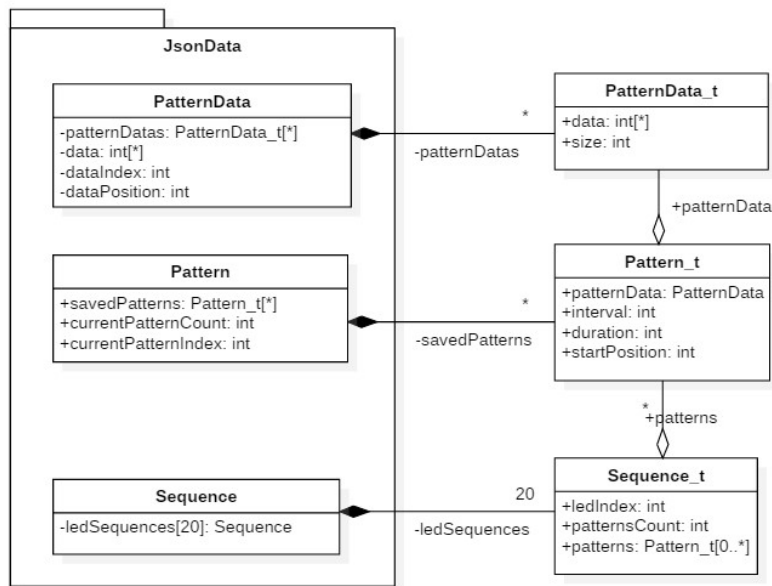 JsonData
PatternData
-patternDatas: PatternData_t[*]
-data: int[*]
-dataIndex: int
-dataPosition: int
*
-patternDatas
PatternData_t
+data: int[*]
+size: int
+patternData
Pattern
+savedPatterns: Pattern_t[*]
+currentPatternCount: int
+currentPatternIndex: int
*
-savedPatterns
Pattern_t
+patternData: PatternData
+interval: int
+duration: int
+startPosition: int
*
+patterns
Sequence
-ledSequences[20]: Sequence
20
-ledSequences
Sequence_t
+ledIndex: int
+patternsCount: int
+patterns: Pattern_t[0..*]